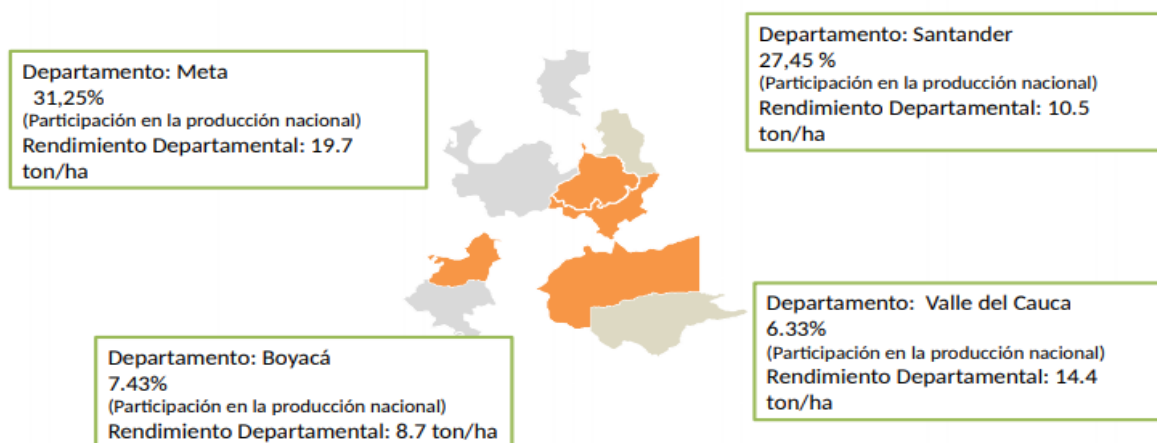 Departamento: Meta
31,25%
(Participación en la producción nacional)
Rendimiento Departamental: 19.7
ton/ha
Departamento: Santander
27,45 %
(Participación en la producción nacional)
Rendimiento Departamental: 10.5
ton/ha
Departamento: Boyacá
7.43%
(Participación en la producción nacional)
Rendimiento Departamental: 8.7 ton/ha
Departamento: Valle del Cauca
6.33%
(Participación en la producción nacional)
Rendimiento Departamental: 14.4
ton/ha